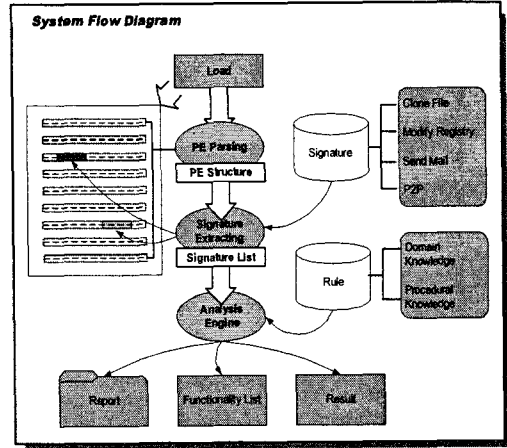 System Flow Diagram
Load
PE Parsing
PE Structure
Signature
Extracting
Signature List
Analysis
Engine
Signature
Clone File
Modify Registry
Send Mail
P2P
Rule
Domain
Knowledge
Procedural
Knowledge
Report
Functionality List
Result